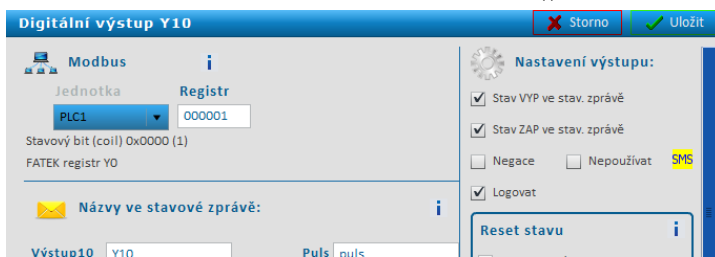 Digitální výstup Y10
Storno
Uložit
Modbus
i
Jednotka
Registr
PLC1
000001
Stavový bit (coil) 0x0000 (1)
FATEK registr Y0
Názvy ve stavové zprávě:
i
Výstup10
Y10
Puls
puls
Nastavení výstupu:
Stav VYP ve stav. zprávě
Stav ZAP ve stav. zprávě
Negace
Nepoužívat
SMS
Logovat
Reset stavu
i